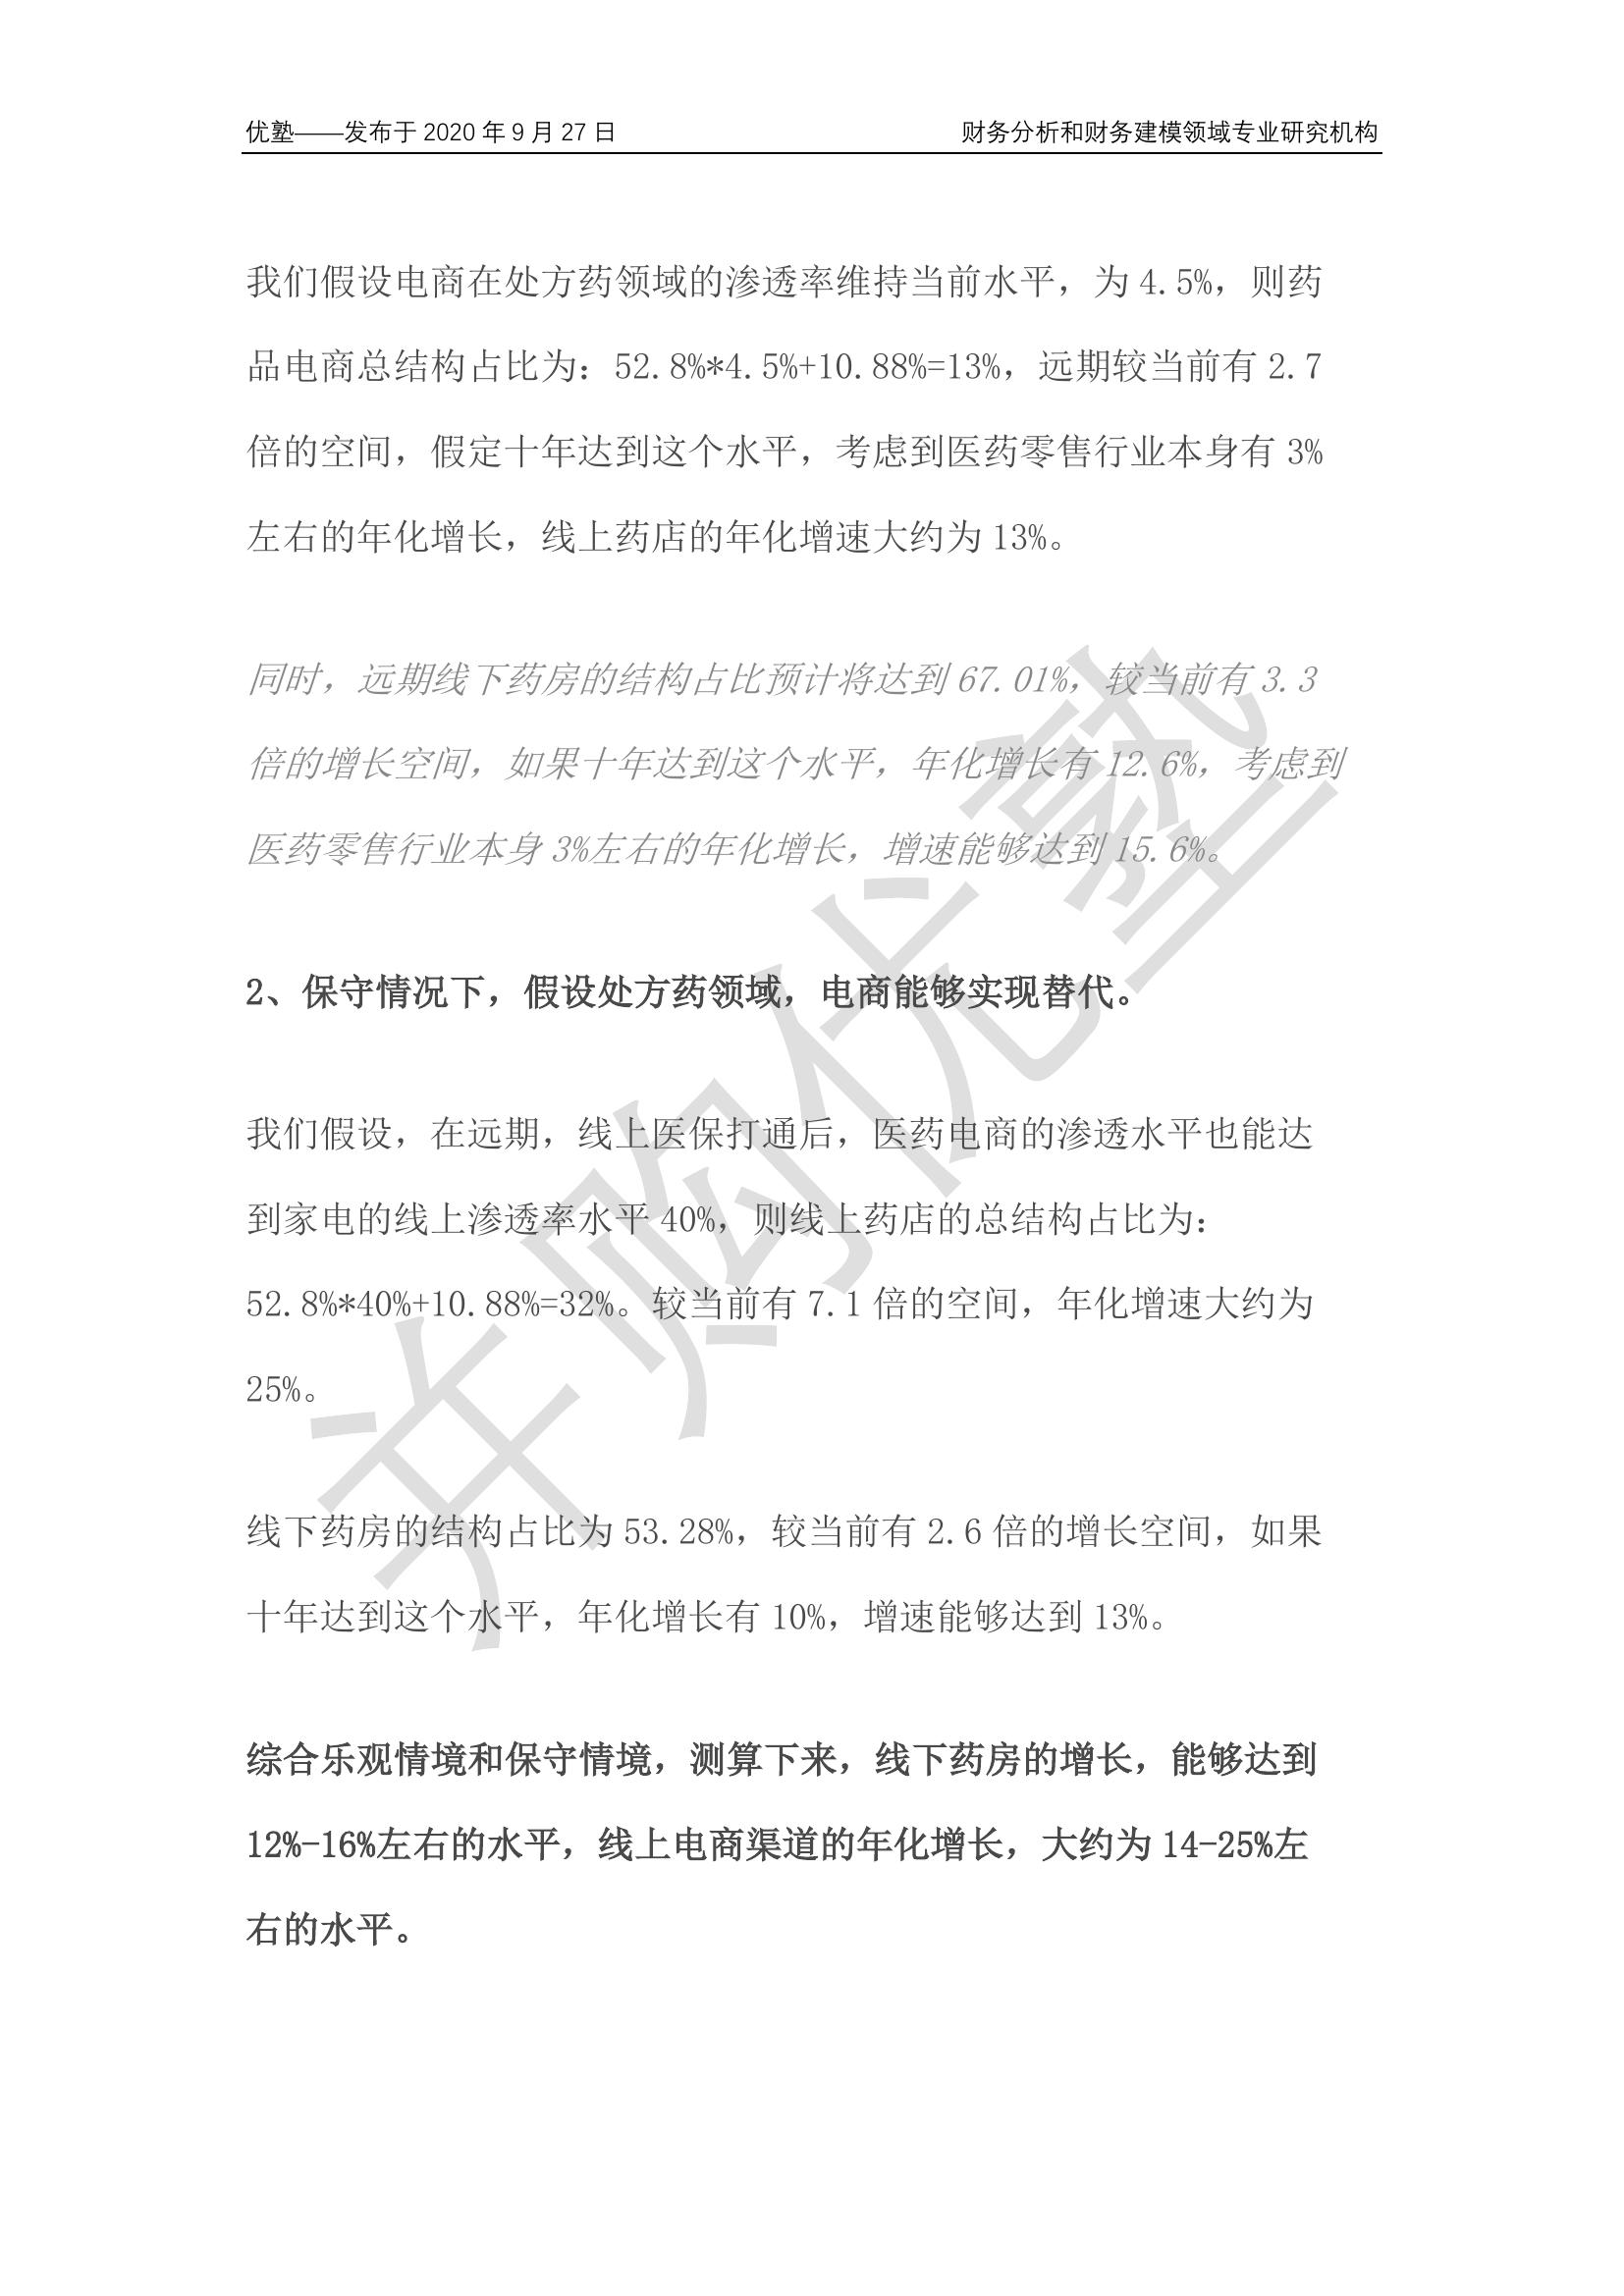 优塾——发布于 2020 年 9 月 27 日 财务分析和财务建模领域专业研究机构
我们假设电商在处方药领域的渗透率维持当前水平，为 4.5%，则药
品电商总结构占比为：52.8%*4.5%+10.88%=13%，远期较当前有 2.7
倍的空间，假定十年达到这个水平，考虑到医药零售行业本身有 3%
左右的年化增长，线上药店的年化增速大约为 13%。
同时，远期线下药房的结构占比预计将达到 67.01%，较当前有 3.3
倍的增长空间，如果十年达到这个水平，年化增长有 12.6%，考虑到
医药零售行业本身 3%左右的年化增长，增速能够达到 15.6%。
2、保守情况下，假设处方药领域，电商能够实现替代。
我们假设，在远期，线上医保打通后，医药电商的渗透水平也能达
到家电的线上渗透率水平 40%，则线上药店的总结构占比为：
52.8%*40%+10.88%=32%。较当前有 7.1 倍的空间，年化增速大约为
25%。
线下药房的结构占比为 53.28%，较当前有 2.6 倍的增长空间，如果
十年达到这个水平，年化增长有 10%，增速能够达到 13%。
综合乐观情境和保守情境，测算下来，线下药房的增长，能够达到
12%-16%左右的水平，线上电商渠道的年化增长，大约为 14-25%左
右的水平。
并购优塾